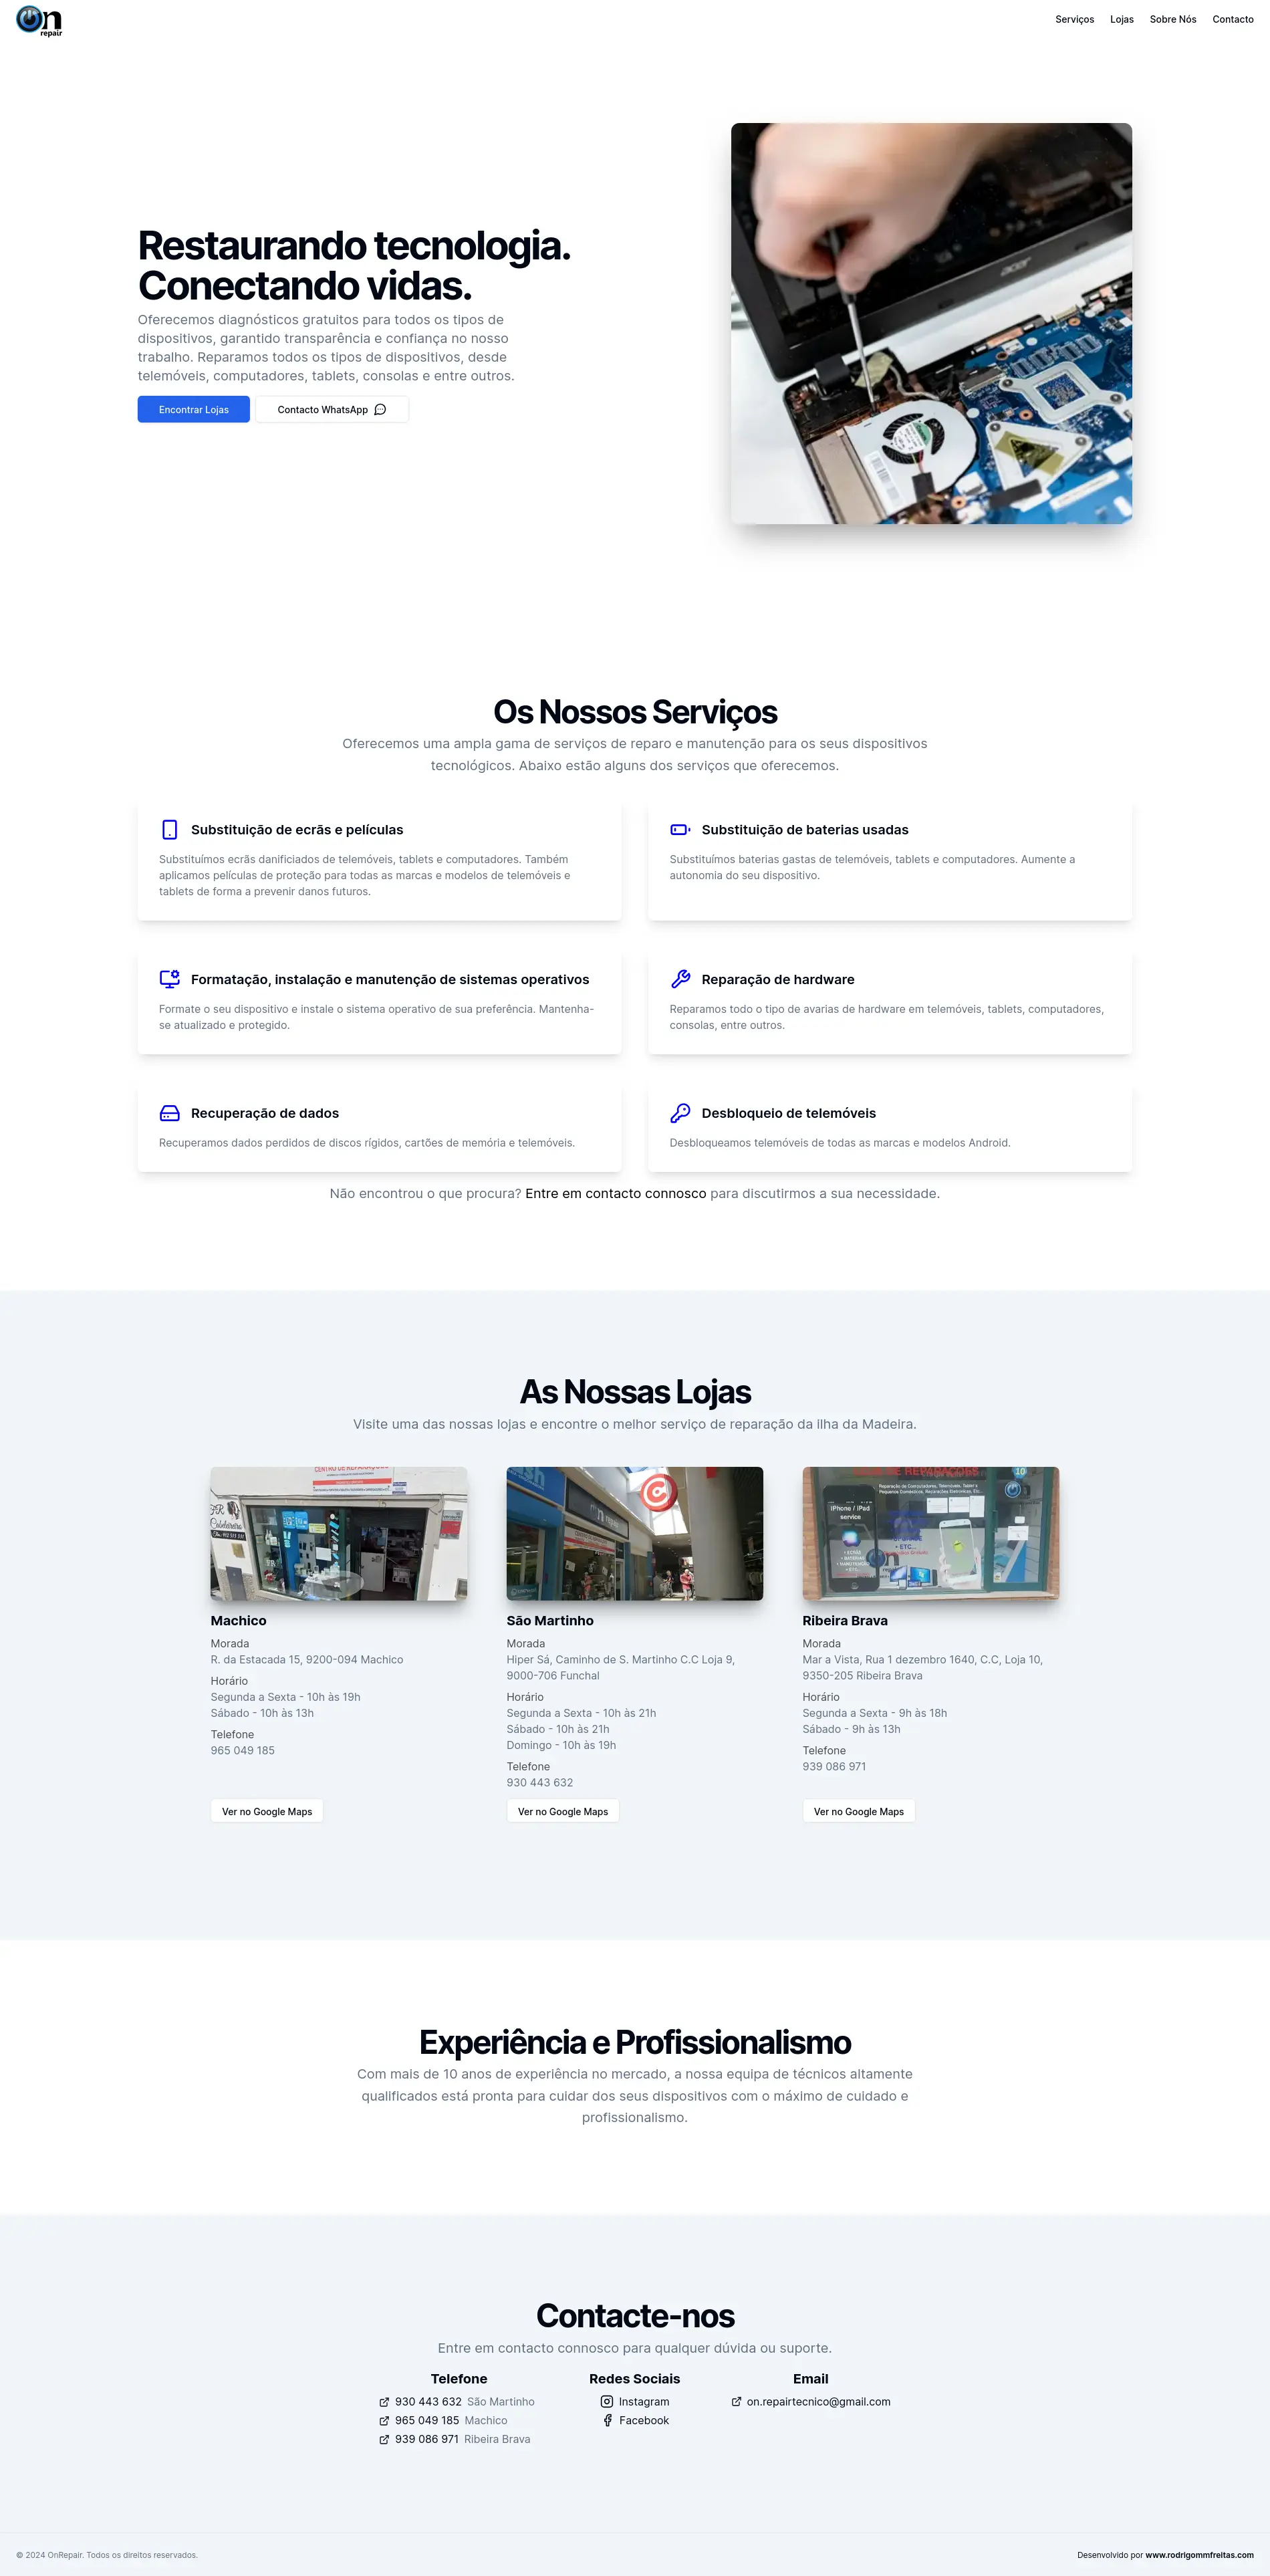 On
repair
Serviços
Lojas
Sobre Nós
Contacto
acer
Restaurando tecnologia.
Conectando vidas.
Oferecemos diagnósticos gratuitos para todos os tipos de
dispositivos, garantido transparência e confiança no nosso
trabalho. Reparamos todos os tipos de dispositivos, desde
telemóveis, computadores, tablets, consolas e entre outros.
Encontrar Lojas
Contacto WhatsApp
Os Nossos Serviços
Oferecemos uma ampla gama de serviços de reparo e manutenção para os seus dispositivos
tecnológicos. Abaixo estão alguns dos serviços que oferecemos.
Substituição de ecrãs e películas
Substituímos ecrãs danificiados de telemóveis, tablets e computadores. Também
aplicamos películas de proteção para todas as marcas e modelos de telemóveis e
tablets de forma a prevenir danos futuros.
Substituição de baterias usadas
Substituímos baterias gastas de telemóveis, tablets e computadores. Aumente a
autonomia do seu dispositivo.
Formatação, instalação e manutenção de sistemas operativos
Formate o seu dispositivo e instale o sistema operativo de sua preferência. Mantenha-
se atualizado e protegido.
Reparação de hardware
Reparamos todo o tipo de avarias de hardware em telemóveis, tablets, computadores,
consolas, entre outros.
Recuperação de dados
Recuperamos dados perdidos de discos rígidos, cartões de memória e telemóveis.
Desbloqueio de telemóveis
Desbloqueamos telemóveis de todas as marcas e modelos Android.
Não encontrou o que procura? Entre em contacto connosco para discutirmos a sua necessidade.
As Nossas Lojas
Visite uma das nossas lojas e encontre o melhor serviço de reparação da ilha da Madeira.
CENTRO DE REPARAÇÕES
repair
REPARAÇÕES
10
Reparação de Computadores, Telemóveis, Tablet e
iPhone / iPad
service
• ETC...
Machico
Morada
R. da Estacada 15, 9200-094 Machico
Horário
Segunda a Sexta - 10h às 19h
Sábado - 10h às 13h
Telefone
965 049 185
Ver no Google Maps
São Martinho
Morada
Hiper Sá, Caminho de S. Martinho C.C Loja 9,
9000-706 Funchal
Horário
Segunda a Sexta - 10h às 21h
Sábado - 10h às 21h
Domingo - 10h às 19h
Telefone
930 443 632
Ver no Google Maps
Ribeira Brava
Morada
Mar a Vista, Rua 1 dezembro 1640, C.C, Loja 10,
9350-205 Ribeira Brava
Horário
Segunda a Sexta - 9h às 18h
Sábado - 9h às 13h
Telefone
939 086 971
Ver no Google Maps
Experiência e Profissionalismo
Com mais de 10 anos de experiência no mercado, a nossa equipa de técnicos altamente
qualificados está pronta para cuidar dos seus dispositivos com o máximo de cuidado e
profissionalismo.
Contacte-nos
Entre em contacto connosco para qualquer dúvida ou suporte.
Telefone
930 443 632 São Martinho
965 049 185 Machico
939 086 971 Ribeira Brava
Redes Sociais
Instagram
Facebook
Email
on.repairtecnico@gmail.com
© 2024 OnRepair. Todos os direitos reservados.
Desenvolvido por www.rodrigommfreitas.com